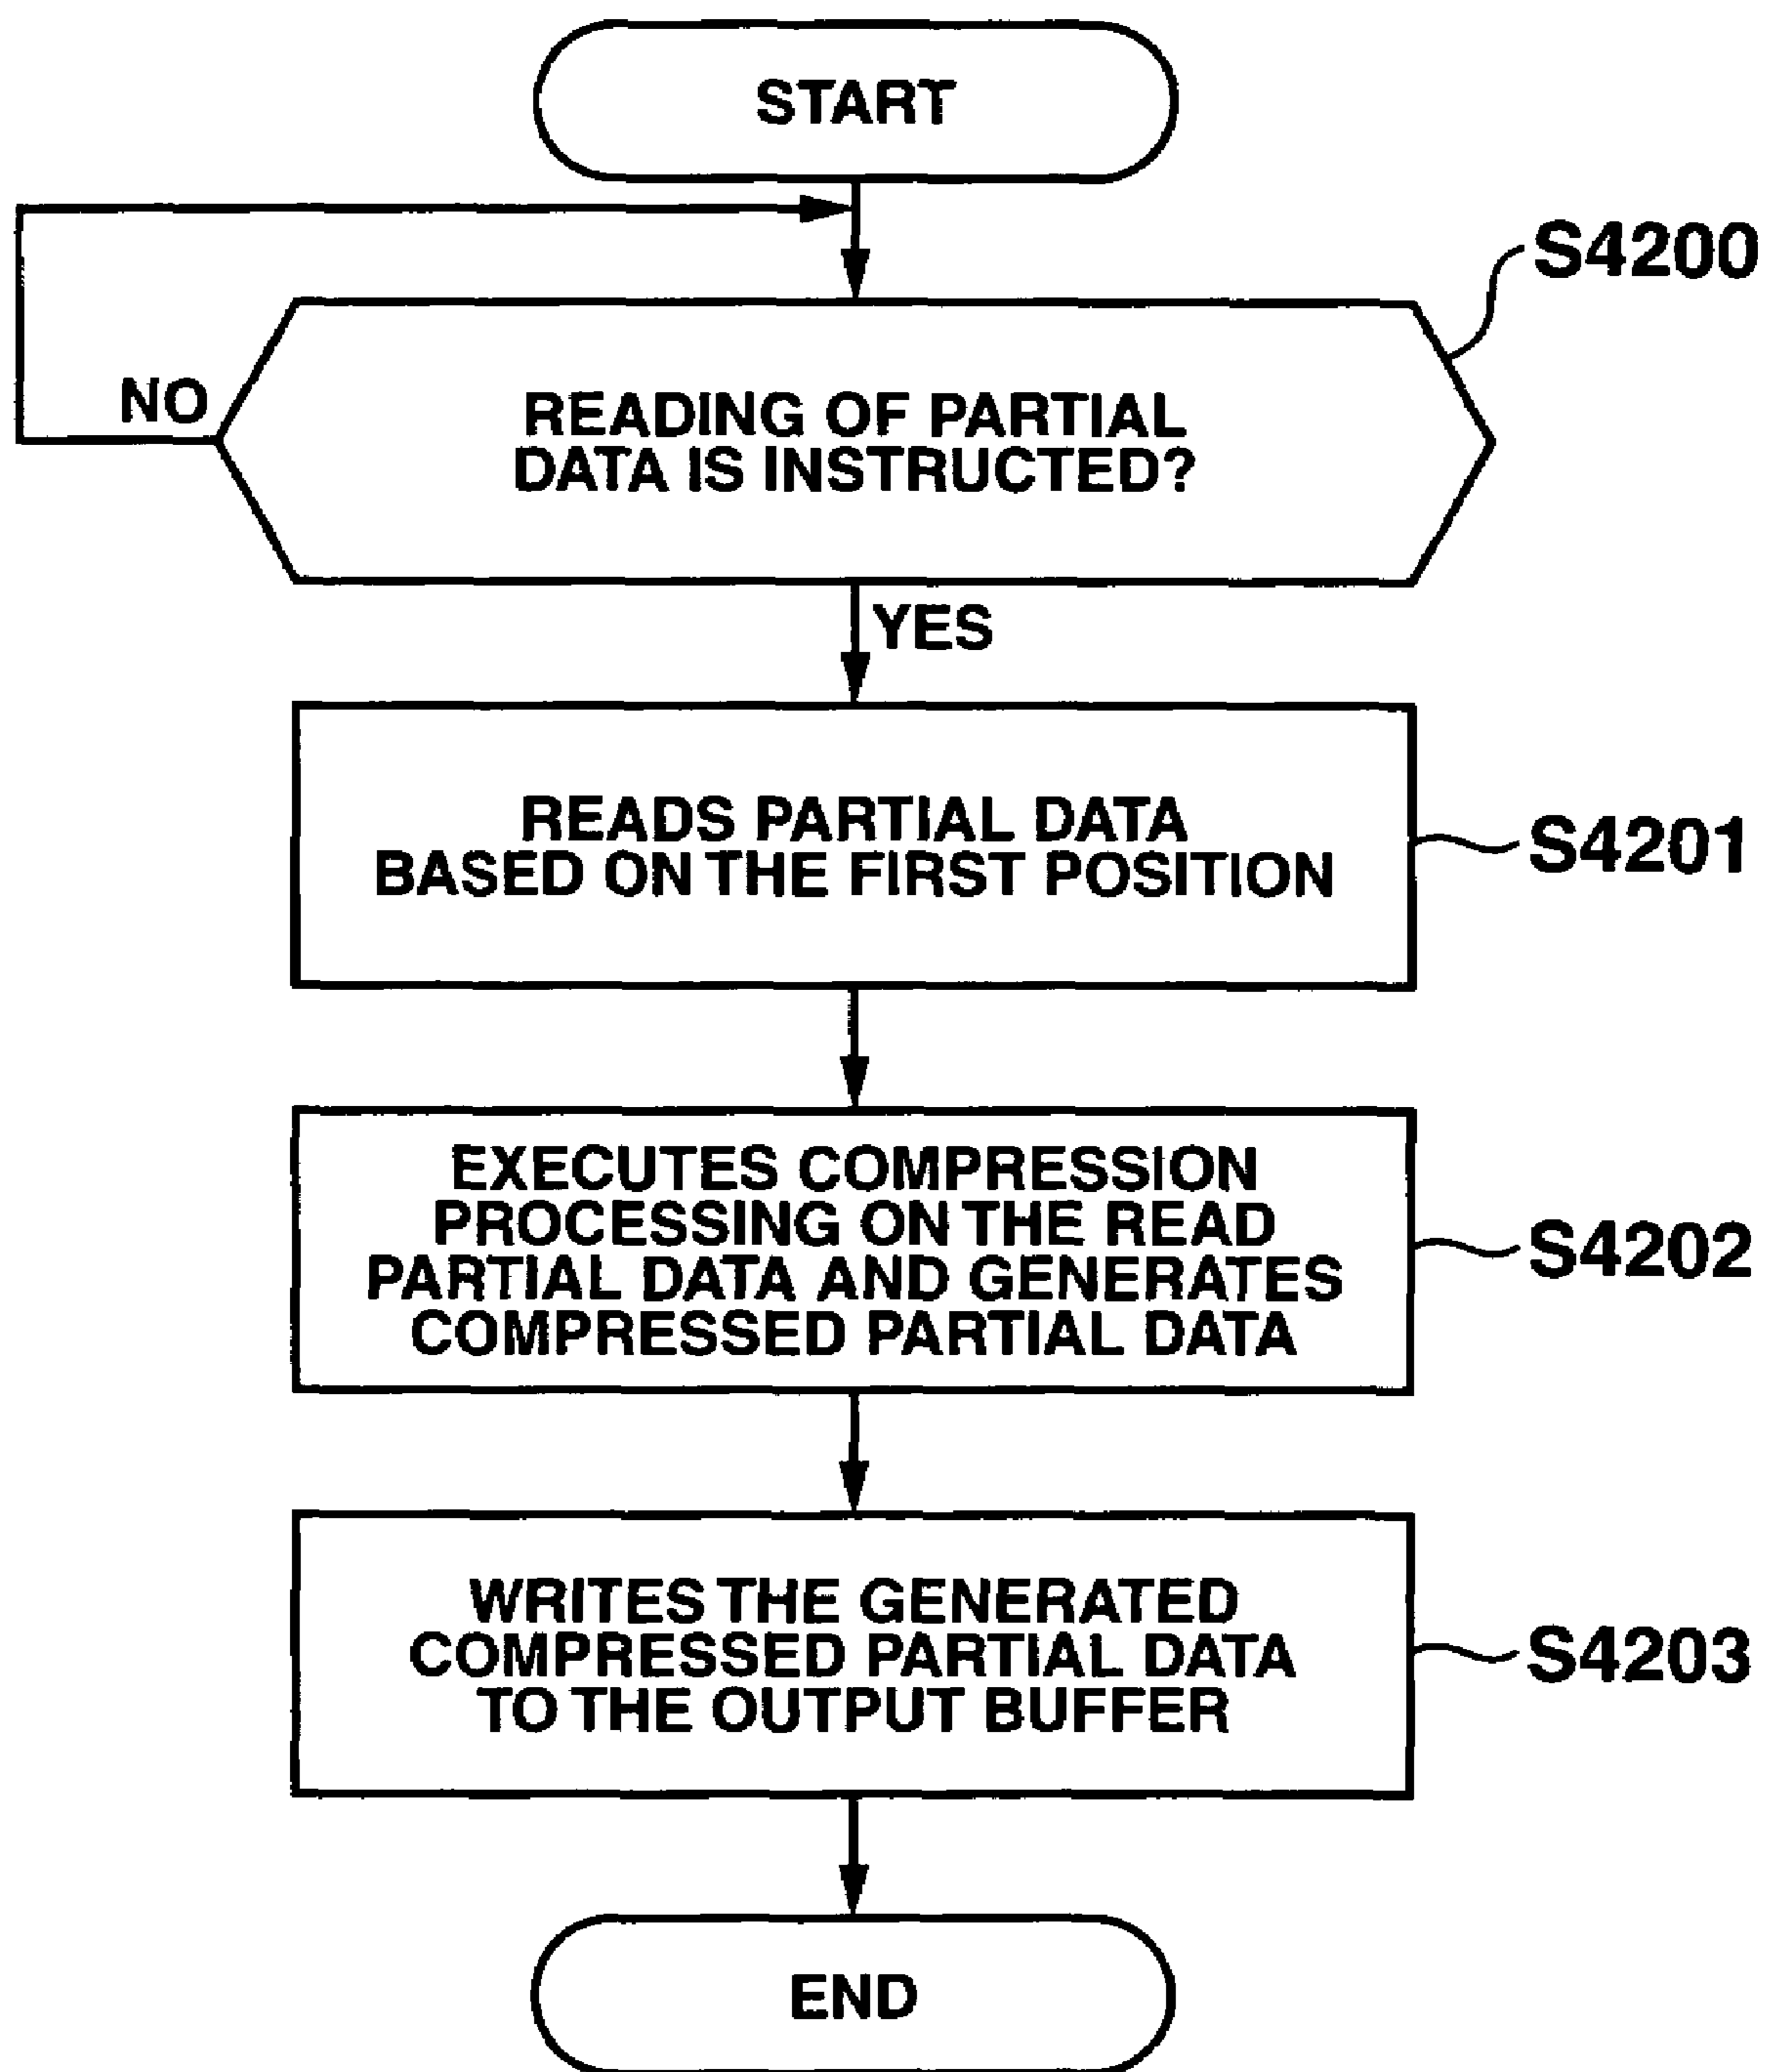 START
S4200
NO
READING OF PARTIAL
DATA IS INSTRUCTED?
YES
READS PARTIAL DATA
BASED ON THE FIRST POSITION
S4201
EXECUTES COMPRESSION
PROCESSING ON THE READ
PARTIAL DATA AND GENERATES
COMPRESSED PARTIAL DATA
S4202
WRITES THE GENERATED
COMPRESSED PARTIAL DATA
TO THE OUTPUT BUFFER
S4203
END